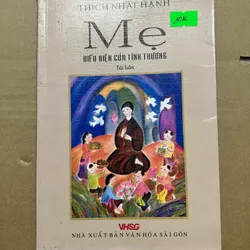 THÍCH NHẤT HẠNH
10K
Mẹ
BIỂU HIỆN CỦA TÌNH THƯƠNG
Tái bản
VHSG
NHÀ XUẤT BẢN VĂN HÓA SÀI GÒN